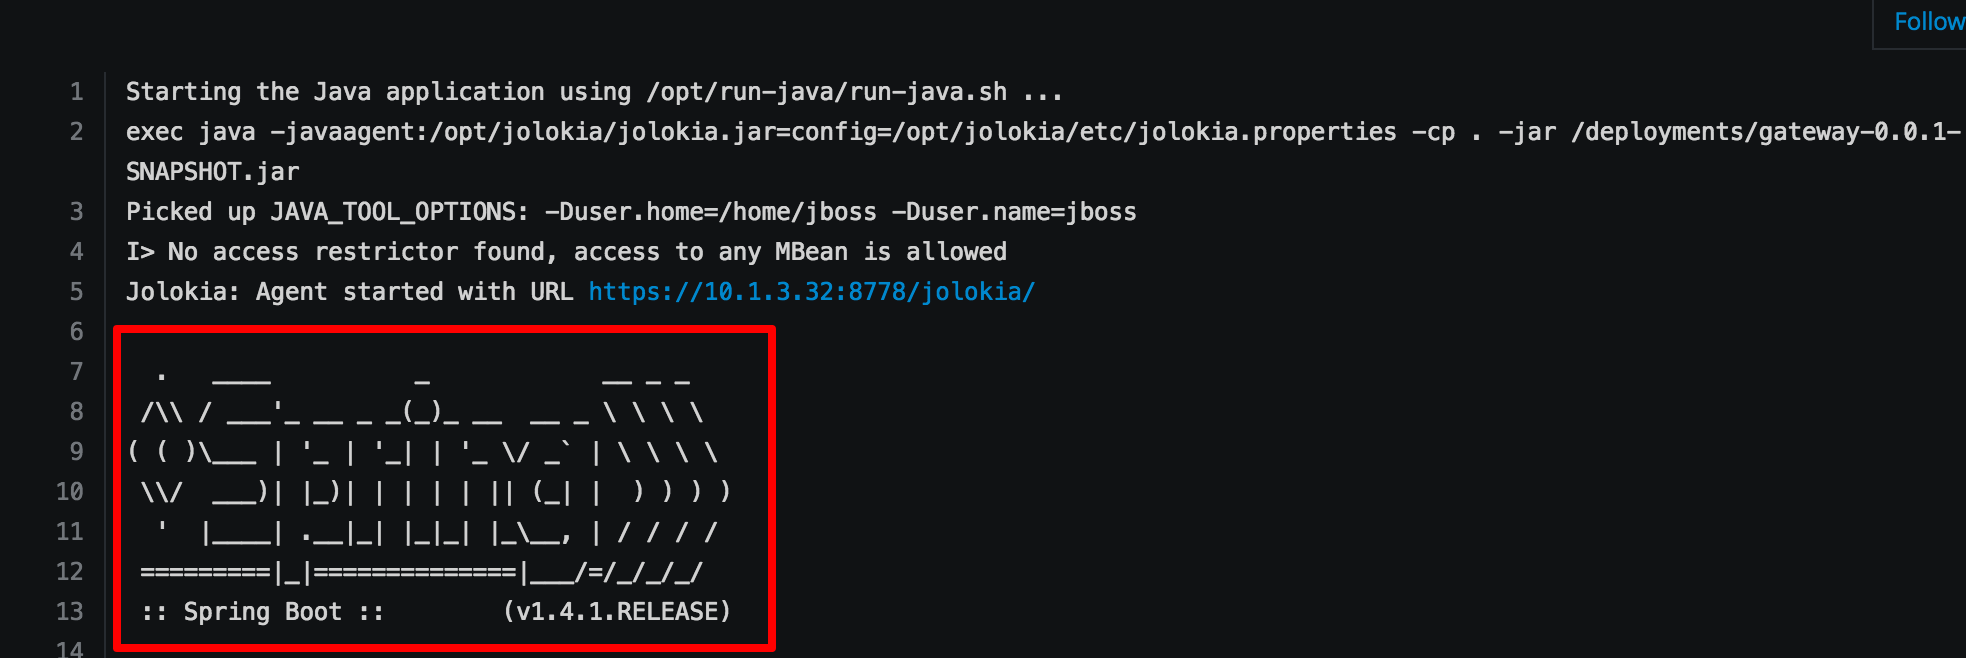 Follow
1 Starting the Java application using /opt/run-java/run-java.sh ...
2 exec java -javaagent:/opt/jolokia/jolokia.jar=config=/opt/jolokia/etc/jolokia.properties -cp . -jar /deployments/gateway-0.0.1-
SNAPSHOT.jar
3 Picked up JAVA_TOOL_OPTIONS: -Duser.home=/home/jboss -Duser.name=jboss
4 I> No access restrictor found, access to any MBean is allowed
5 Jolokia: Agent started with URL https://10.1.3.32:8778/jolokia/
6
7   .   ____          _            __ _ _
8  /\\ / ___'_ __ _ _(_)_ __  __ _ \ \ \ \
9 ( ( )\___ | '_ | '_| | '_ \/ _` | \ \ \ \
10  \\/  ___)| |_)| | | | | || (_| |  ) ) ) )
11   '  |____| .__|_| |_|_| |_\__, | / / / /
12  =========|_|==============|___/=/_/_/_/
13  :: Spring Boot ::        (v1.4.1.RELEASE)
14